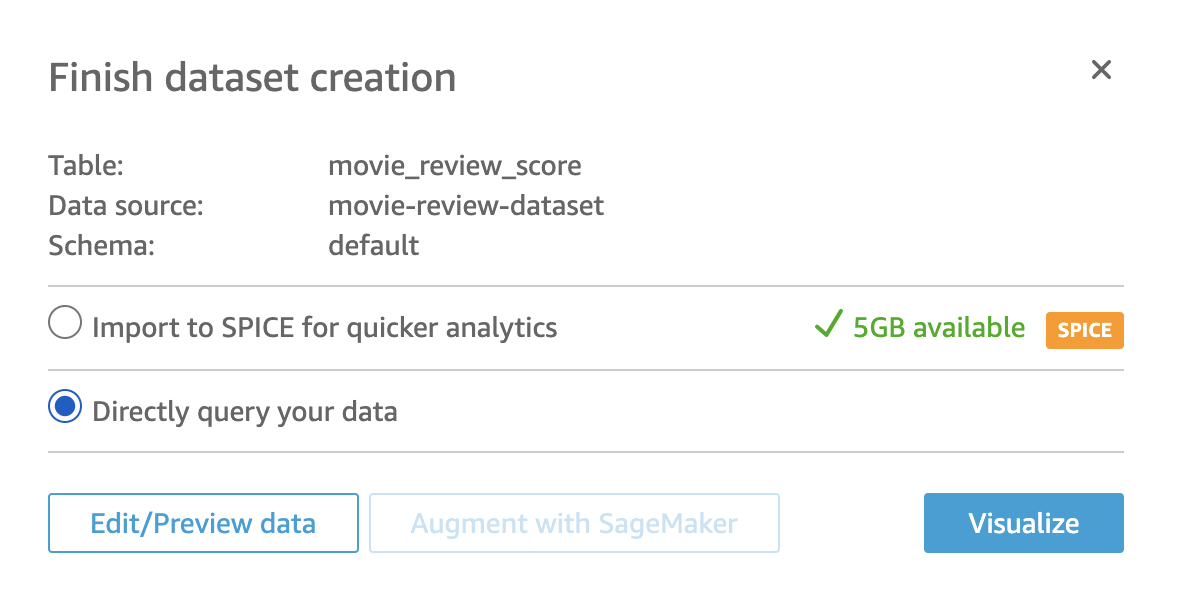 Finish dataset creation
Table: movie_review_score
Data source: movie-review-dataset
Schema: default
Import to SPICE for quicker analytics 5GB available SPICE
Directly query your data
Edit/Preview data Augment with SageMaker Visualize